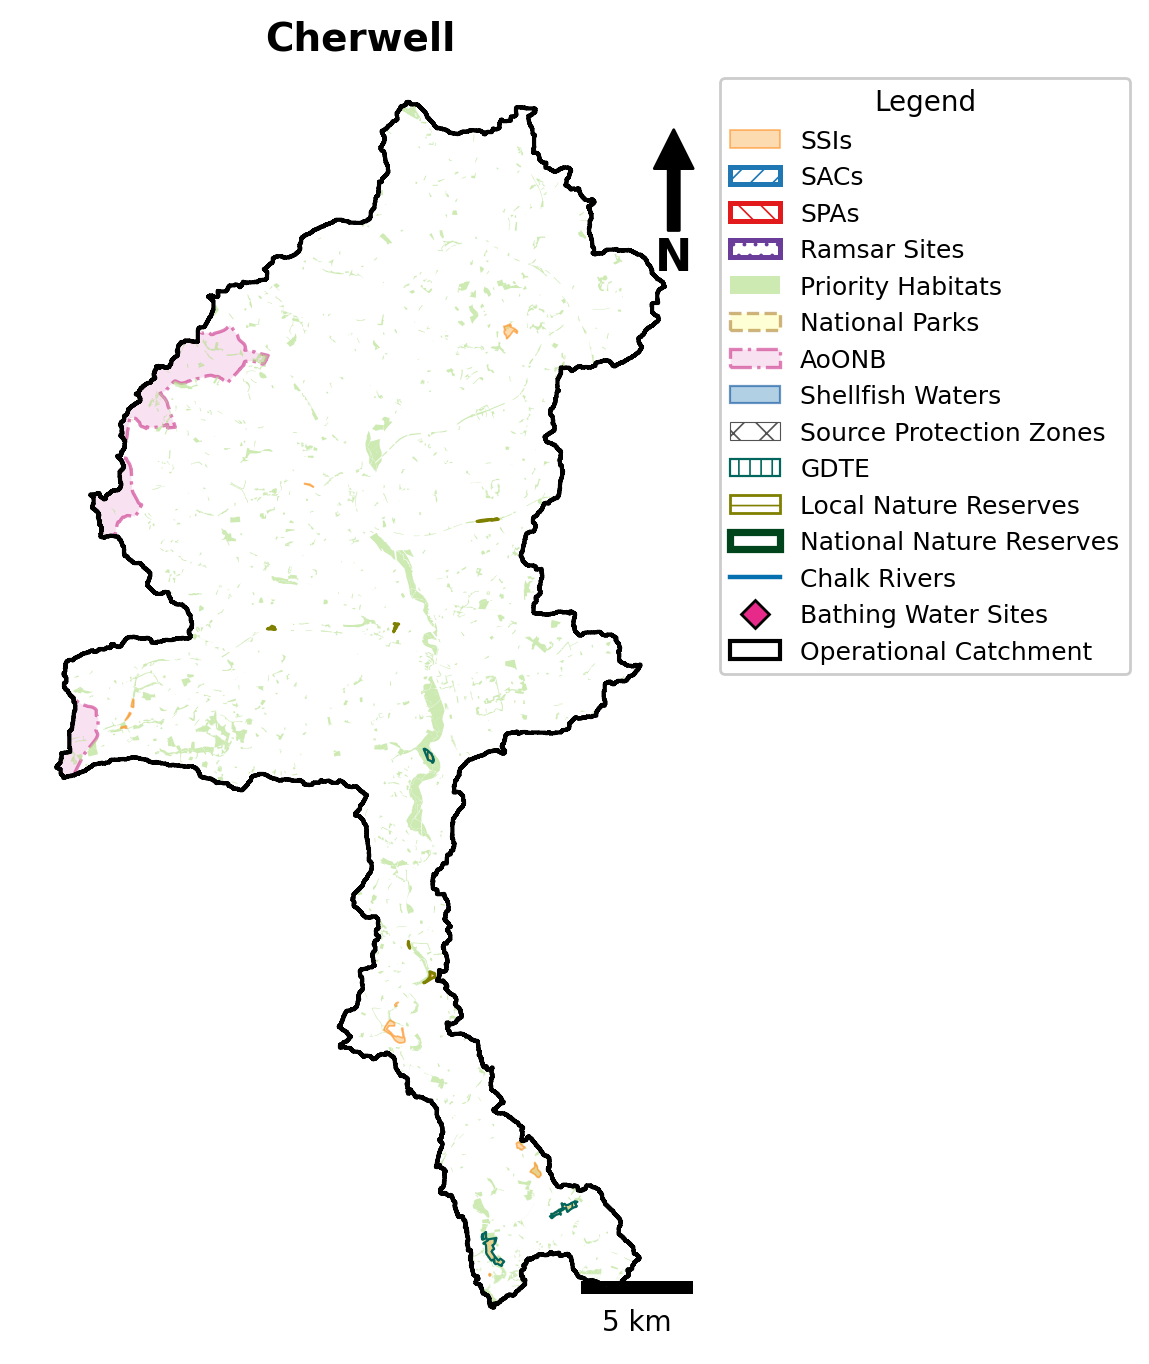 Cherwell
Legend
SSIs
SACs
SPAs
Ramsar Sites
Priority Habitats
National Parks
AoONB
Shellfish Waters
Source Protection Zones
GDTE
Local Nature Reserves
National Nature Reserves
Chalk Rivers
Bathing Water Sites
Operational Catchment
N
5 km